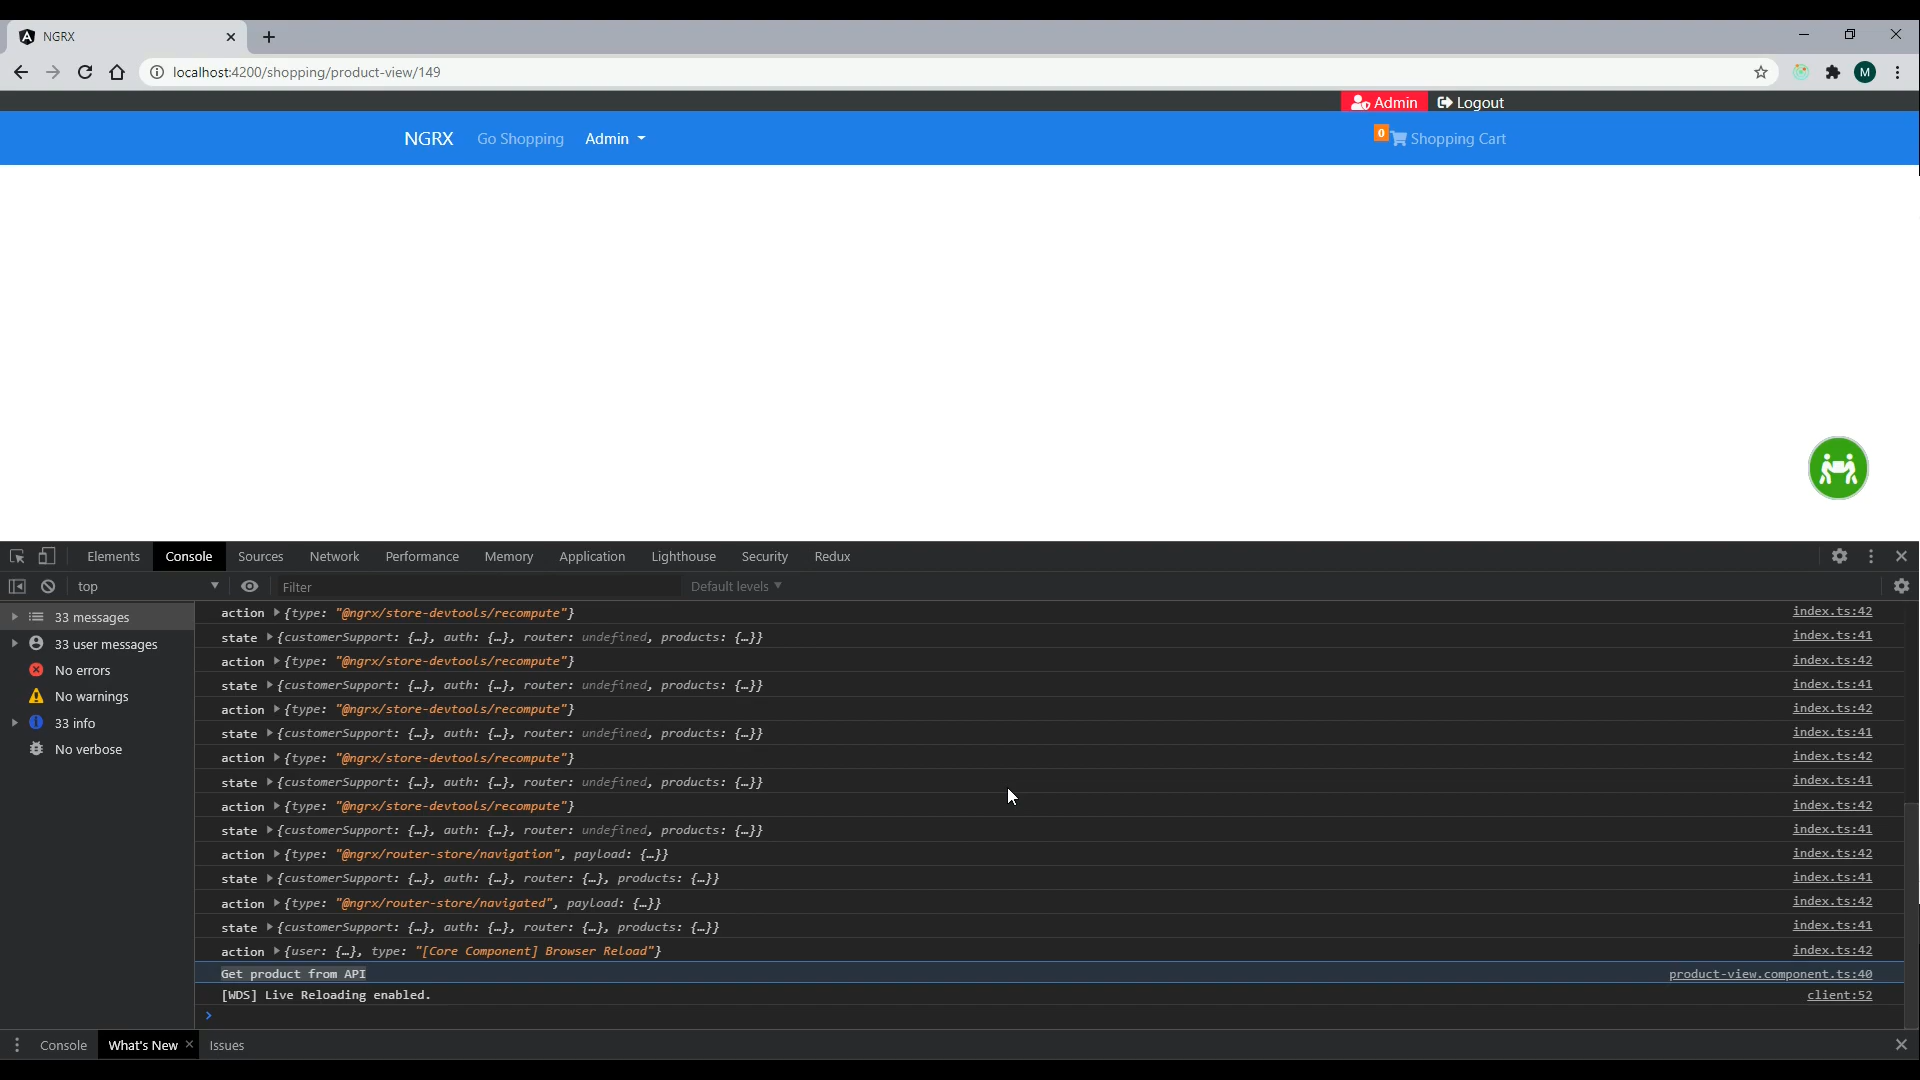 NGRX
localhost:4200/shopping/product-view/149
M
Admin Logout
NGRX Go Shopping Admin 0 Shopping Cart
Elements Console Sources Network Performance Memory Application Lighthouse Security Redux
top Filter Default levels
33 messages
33 user messages
No errors
No warnings
33 info
No verbose
action {type: "@ngrx/store-devtools/recompute"} index.ts:42
state {customerSupport: {…}, auth: {…}, router: undefined, products: {…}} index.ts:41
action {type: "@ngrx/store-devtools/recompute"} index.ts:42
state {customerSupport: {…}, auth: {…}, router: undefined, products: {…}} index.ts:41
action {type: "@ngrx/store-devtools/recompute"} index.ts:42
state {customerSupport: {…}, auth: {…}, router: undefined, products: {…}} index.ts:41
action {type: "@ngrx/store-devtools/recompute"} index.ts:42
state {customerSupport: {…}, auth: {…}, router: undefined, products: {…}} index.ts:41
action {type: "@ngrx/store-devtools/recompute"} index.ts:42
state {customerSupport: {…}, auth: {…}, router: undefined, products: {…}} index.ts:41
action {type: "@ngrx/router-store/navigation", payload: {…}} index.ts:42
state {customerSupport: {…}, auth: {…}, router: {…}, products: {…}} index.ts:41
action {type: "@ngrx/router-store/navigated", payload: {…}} index.ts:42
state {customerSupport: {…}, auth: {…}, router: {…}, products: {…}} index.ts:41
action {user: {…}, type: "[Core Component] Browser Reload"} index.ts:42
Get product from API product-view.component.ts:40
[WDS] Live Reloading enabled. client:52
Console What's New Issues